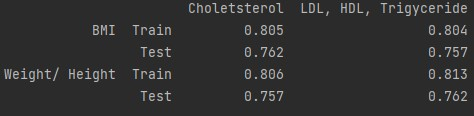 Choletsterol LDL, HDL, Trigyceride
BMI Train 0.805 0.804
Test 0.762 0.757
Weight/ Height Train 0.806 0.813
Test 0.757 0.762